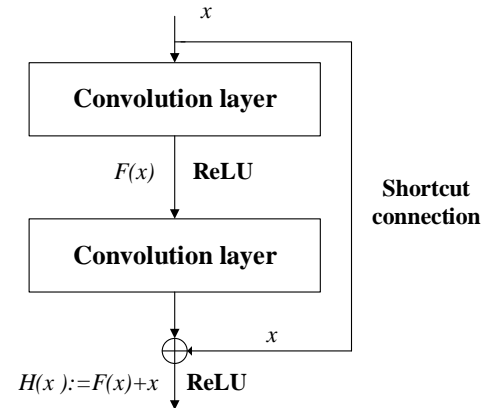 x
Convolution layer
F(x) ReLU
Shortcut
connection
Convolution layer
x
H(x ):=F(x)+x ReLU